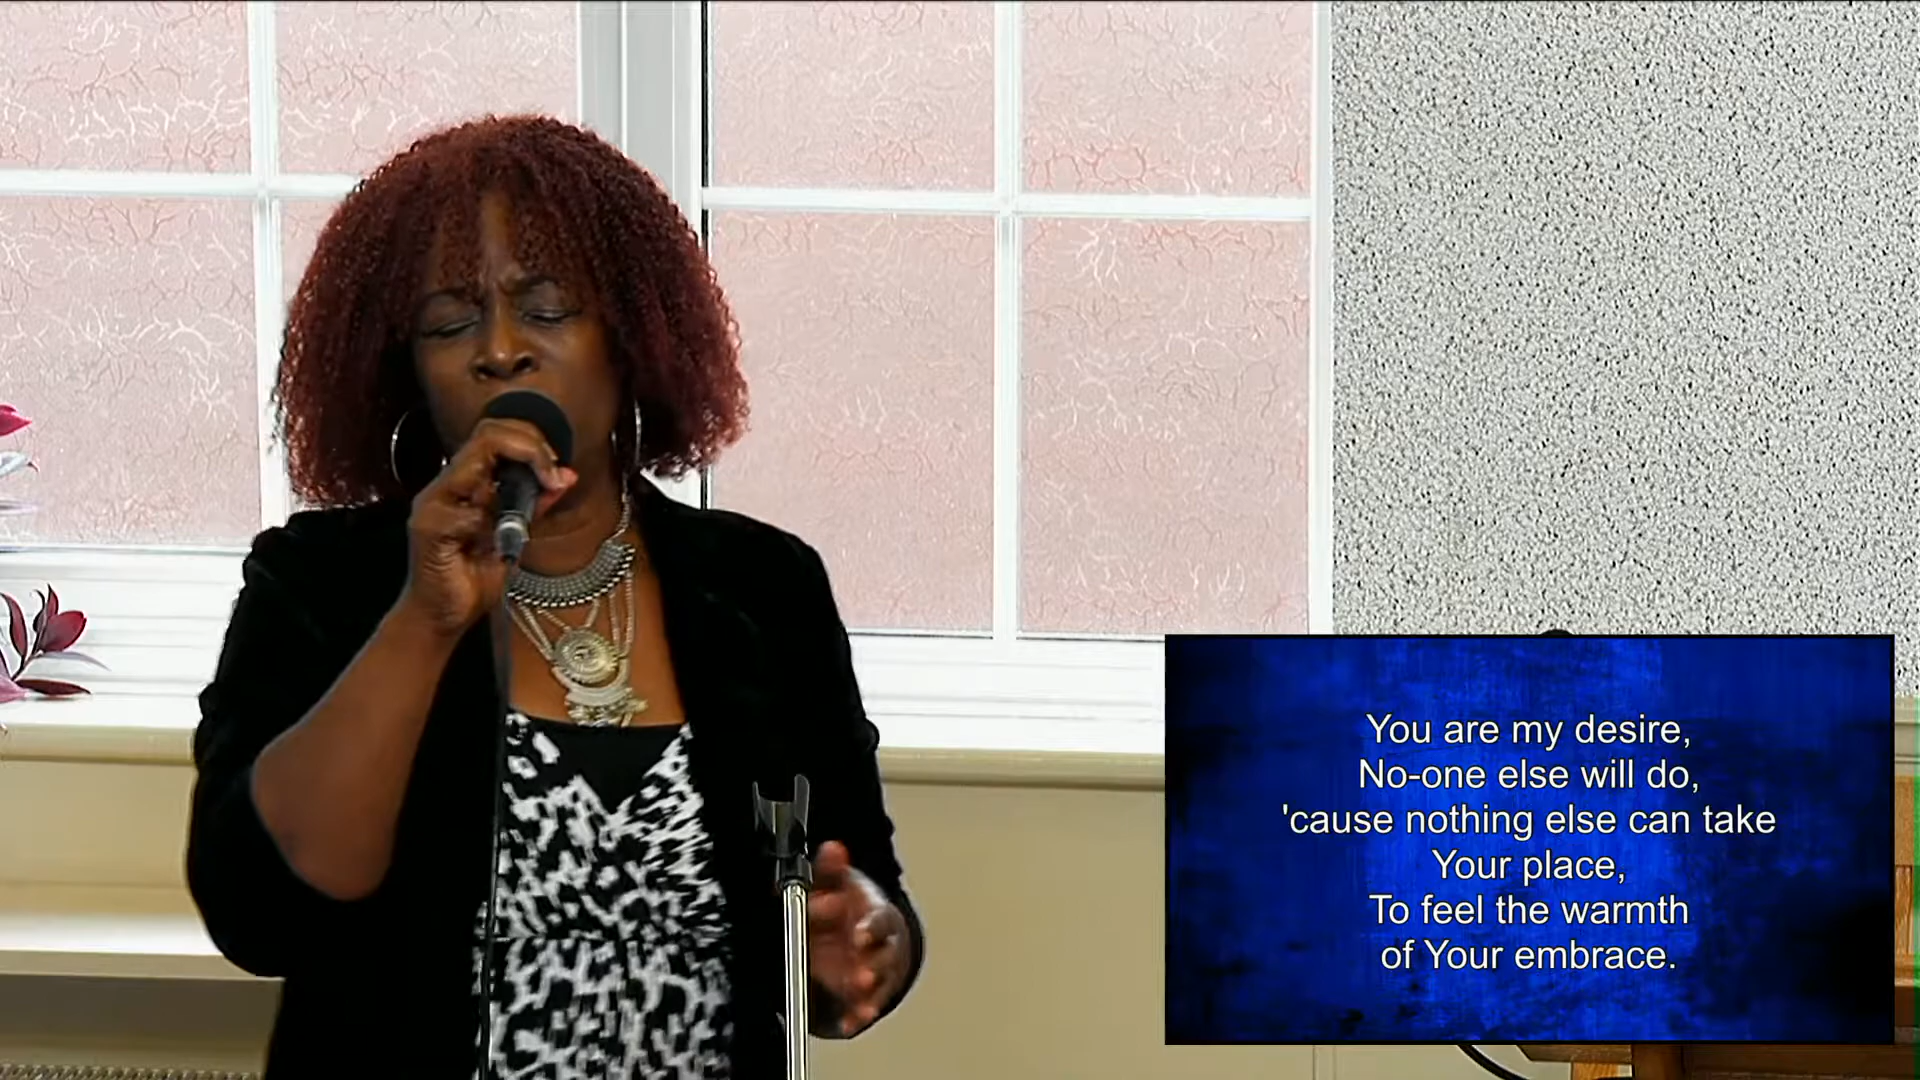 You are my desire,
No-one else will do,
'cause nothing else can take
Your place,
To feel the warmth
of Your embrace.